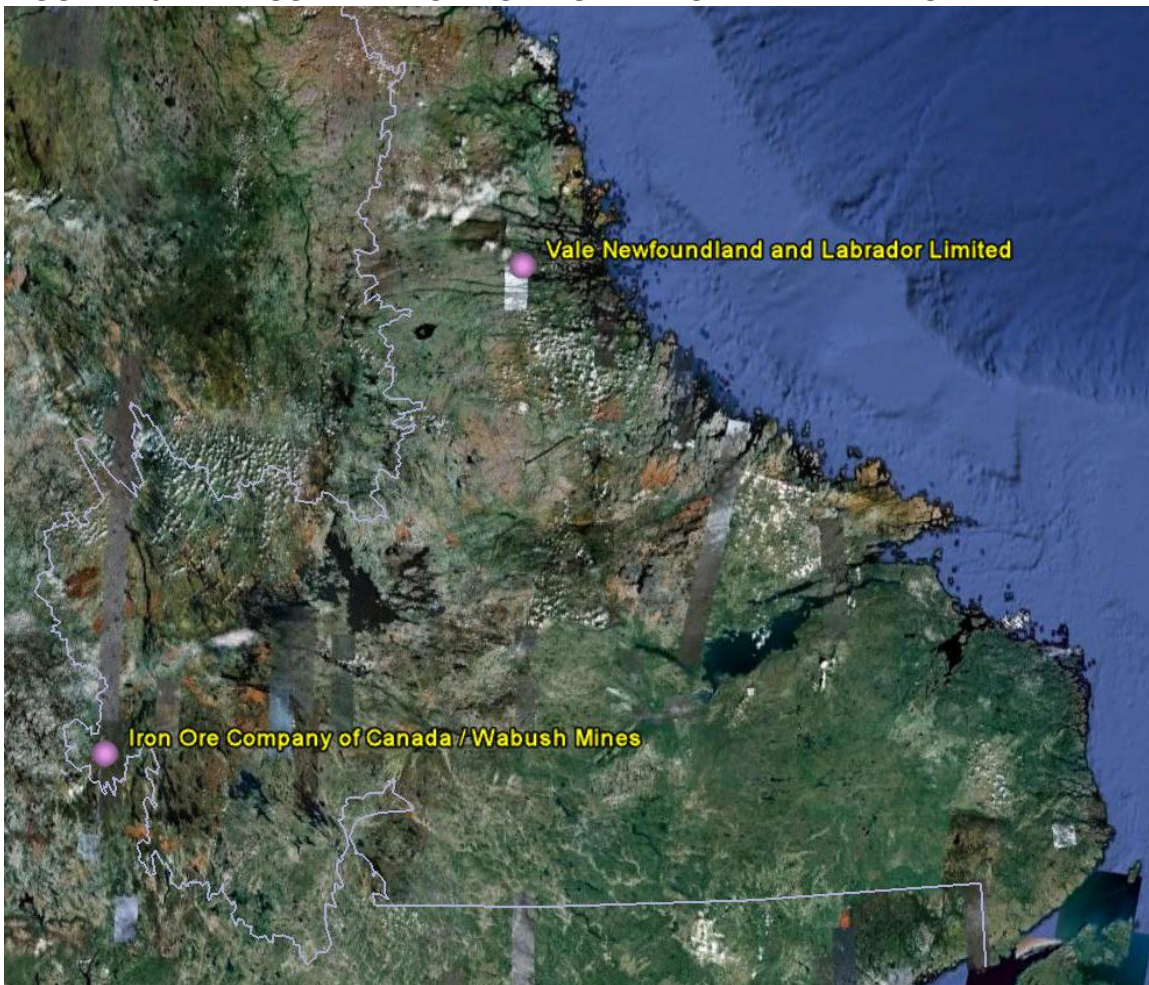 Vale Newfoundland and Labrador Limited
Iron Ore Company of Canada / Wabush Mines